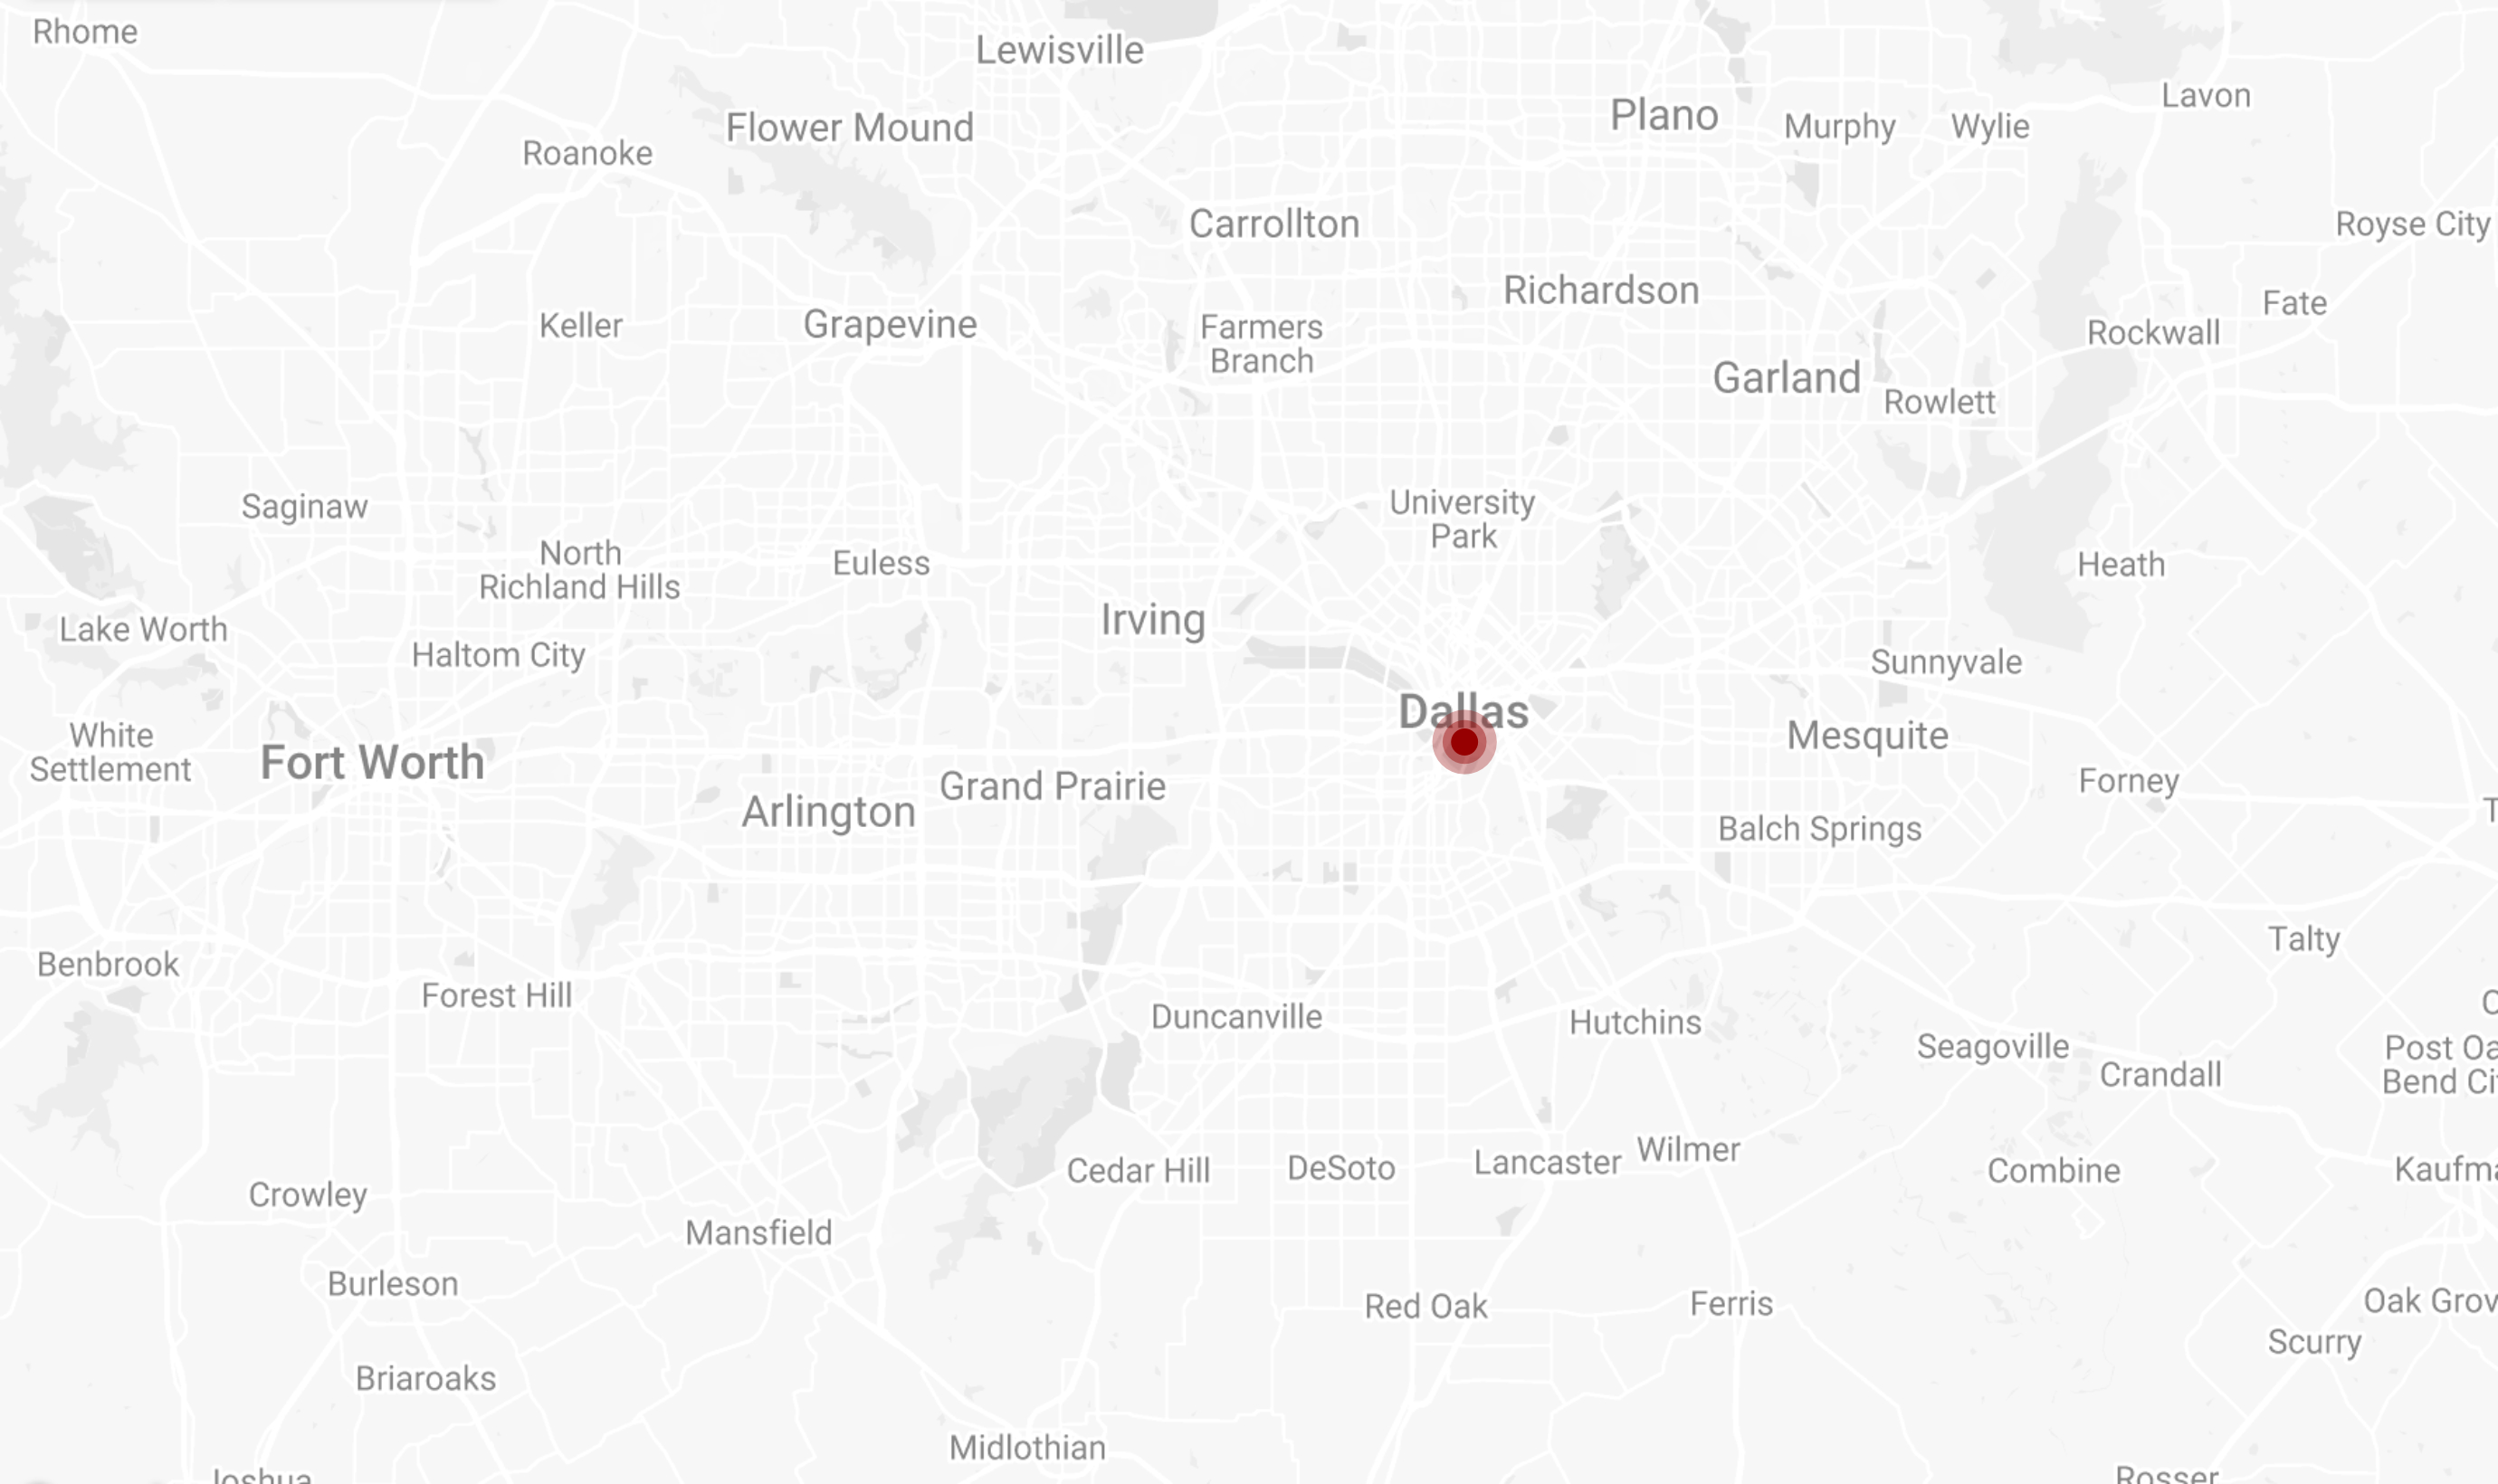 Rhome
Lewisville
Lavon
Plano
Murphy
Wylie
Flower Mound
Roanoke
Carrollton
Royse City
Richardson
Fate
Keller
Grapevine
Farmers
Branch
Rockwall
Garland
Rowlett
Saginaw
University
Park
North
Richland Hills
Euless
Heath
Irving
Lake Worth
Haltom City
Sunnyvale
Dallas
White
Settlement
Fort Worth
Mesquite
Grand Prairie
Forney
Arlington
T
Balch Springs
Talty
Benbrook
Forest Hill
C
Duncanville
Hutchins
Seagoville
Post Oa
Bend Cit
Crandall
Cedar Hill
DeSoto
Lancaster
Wilmer
Combine
Kaufma
Crowley
Mansfield
Burleson
Red Oak
Ferris
Oak Grov
Scurry
Briaroaks
Midlothian
Joshua
Rosser